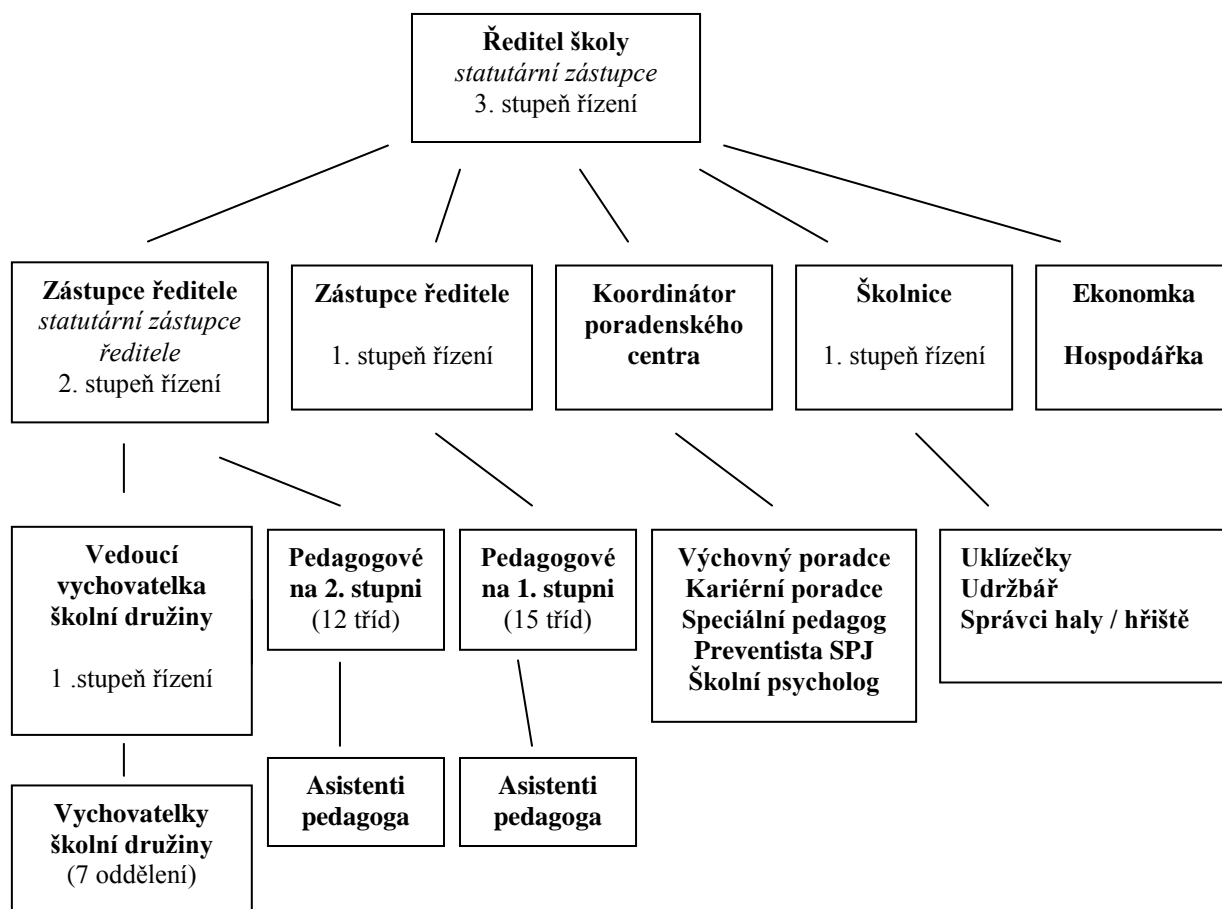 Ředitel školy
statutární zástupce
3. stupeň řízení
Zástupce ředitele
statutární zástupce
ředitele
2. stupeň řízení
Zástupce ředitele
1. stupeň řízení
Koordinátor
poradenského
centra
Školnice
1. stupeň řízení
Ekonomka
Hospodářka
Vedoucí
vychovatelka
školní družiny
1 .stupeň řízení
Pedagogové
na 2. stupni
(12 tříd)
Pedagogové
na 1. stupni
(15 tříd)
Výchovný poradce
Kariérní poradce
Speciální pedagog
Preventista SPJ
Školní psycholog
Uklízečky
Udržbář
Správci haly / hřiště
Vychovatelky
školní družiny
(7 oddělení)
Asistenti
pedagoga
Asistenti
pedagoga